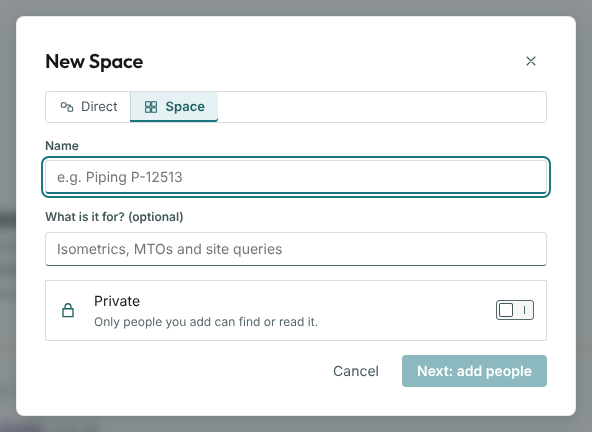 New Space
Direct
Space
Name
e.g. Piping P-12513
What is it for? (optional)
Isometrics, MTOs and site queries
Private
Only people you add can find or read it.
Cancel
Next: add people